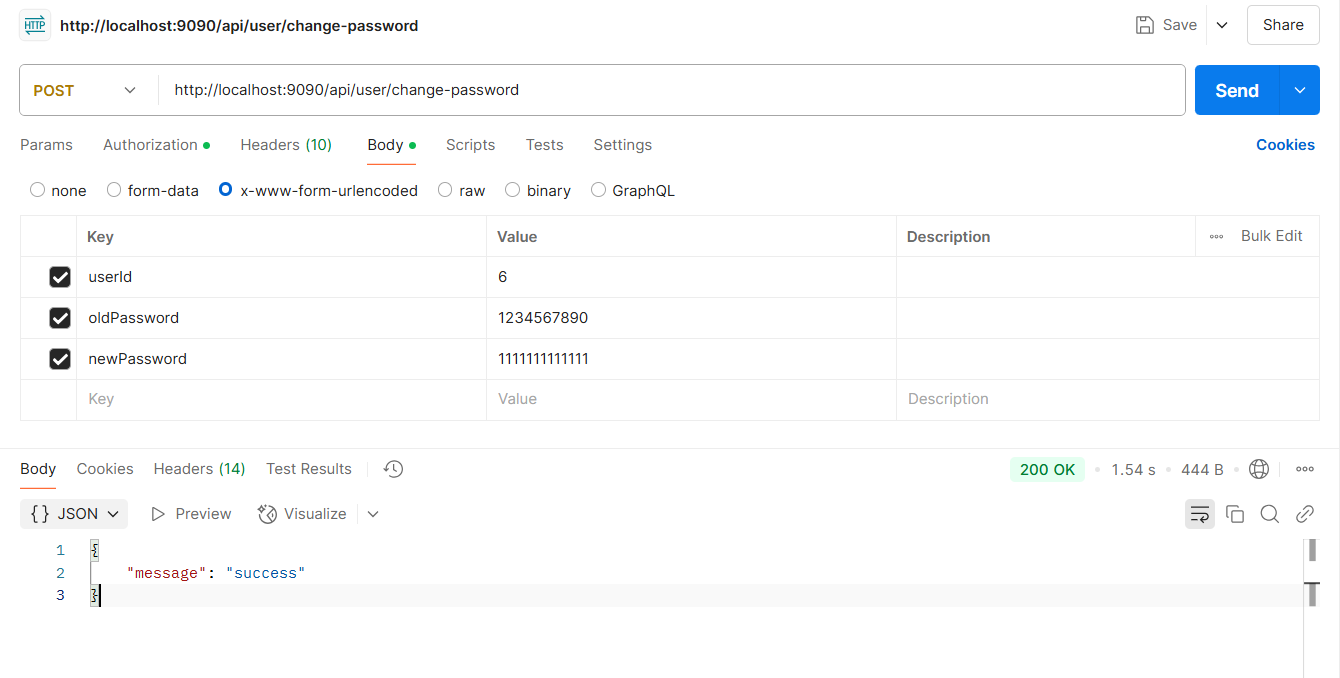 HTTP http://localhost:9090/api/user/change-password Save Share
POST http://localhost:9090/api/user/change-password Send
Params Authorization Headers (10) Body Scripts Tests Settings Cookies
none form-data x-www-form-urlencoded raw binary GraphQL
Key Value Description Bulk Edit
userId 6
oldPassword 1234567890
newPassword 1111111111111
Key Value Description
Body Cookies Headers (14) Test Results 200 OK 1.54 s 444 B
{} JSON Preview Visualize
1 {
2 "message": "success"
3 }